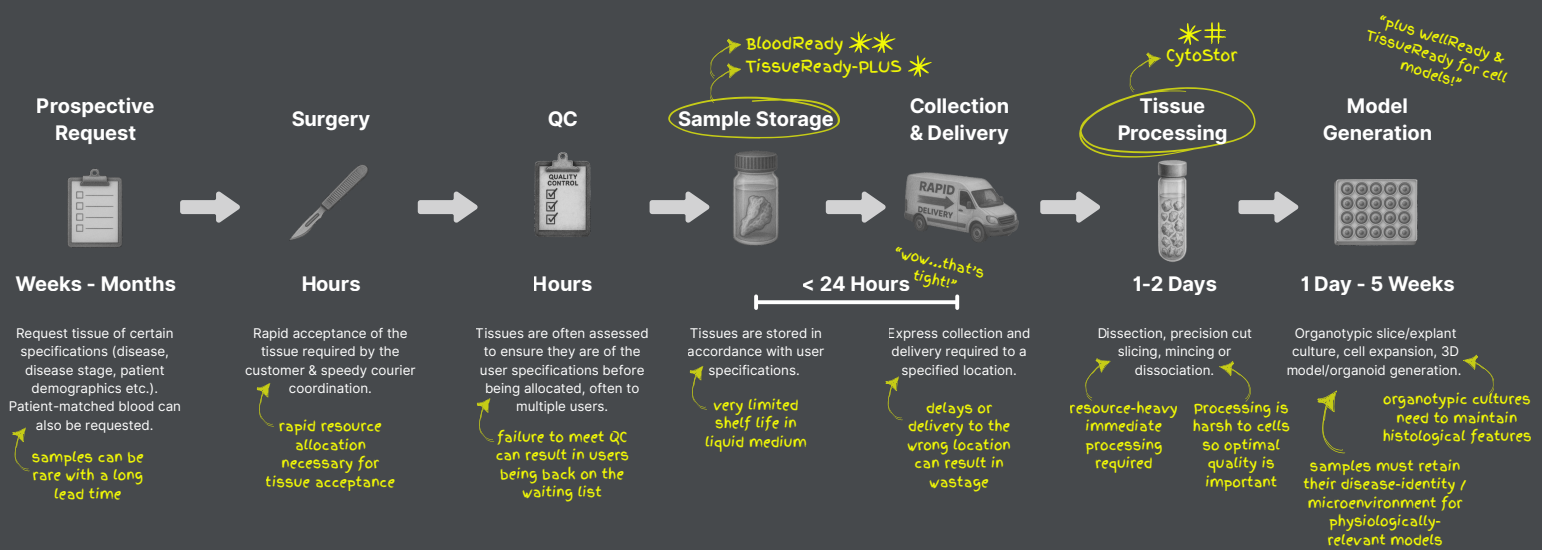 BloodReady ✳✳
TissueReady-PLUS ✳
✳#
CytoStor
"plus wellReady &
TissueReady for cell
models!"
Prospective
Request
Surgery
QC
Sample Storage
Collection
& Delivery
Tissue
Processing
Model
Generation
QUALITY
CONTROL
RAPID
DELIVERY
Weeks - Months
Hours
Hours
< 24 Hours
"wow...that's
tight!"
1-2 Days
1 Day - 5 Weeks
Request tissue of certain
specifications (disease,
disease stage, patient
demographics etc.).
Patient-matched blood can
also be requested.
samples can be
rare with a long
lead time
Rapid acceptance of the
tissue required by the
customer & speedy courier
coordination.
rapid resource
allocation
necessary for
tissue acceptance
Tissues are often assessed
to ensure they are of the
user specifications before
being allocated, often to
multiple users.
failure to meet QC
can result in users
being back on the
waiting list
Tissues are stored in
accordance with user
specifications.
very limited
shelf life in
liquid medium
Express collection and
delivery required to a
specified location.
delays or
delivery to the
wrong location
can result in
wastage
Dissection, precision cut
slicing, mincing or
dissociation.
resource-heavy
immediate
processing
required
Processing is
harsh to cells
so optimal
quality is
important
Organotypic slice/explant
culture, cell expansion, 3D
model/organoid generation.
organotypic cultures
need to maintain
histological features
samples must retain
their disease-identity /
microenvironment for
physiologically-
relevant models